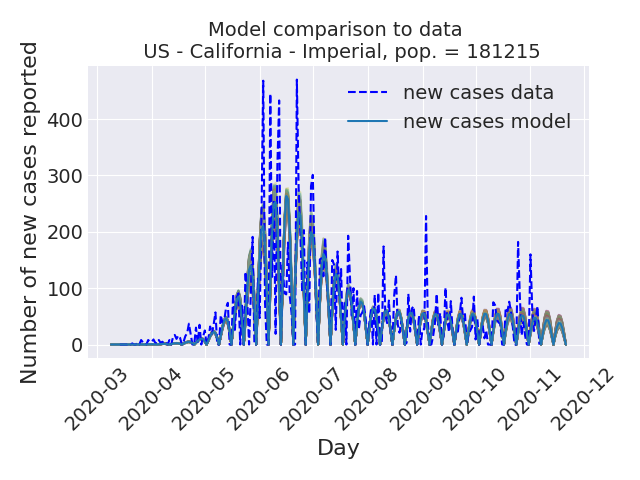 Model comparison to data
US - California - Imperial, pop. = 181215
new cases data
new cases model
Number of new cases reported
400
300
200
100
0
2020-03
2020-04
2020-05
2020-06
2020-07
2020-08
2020-09
2020-10
2020-11
2020-12
Day